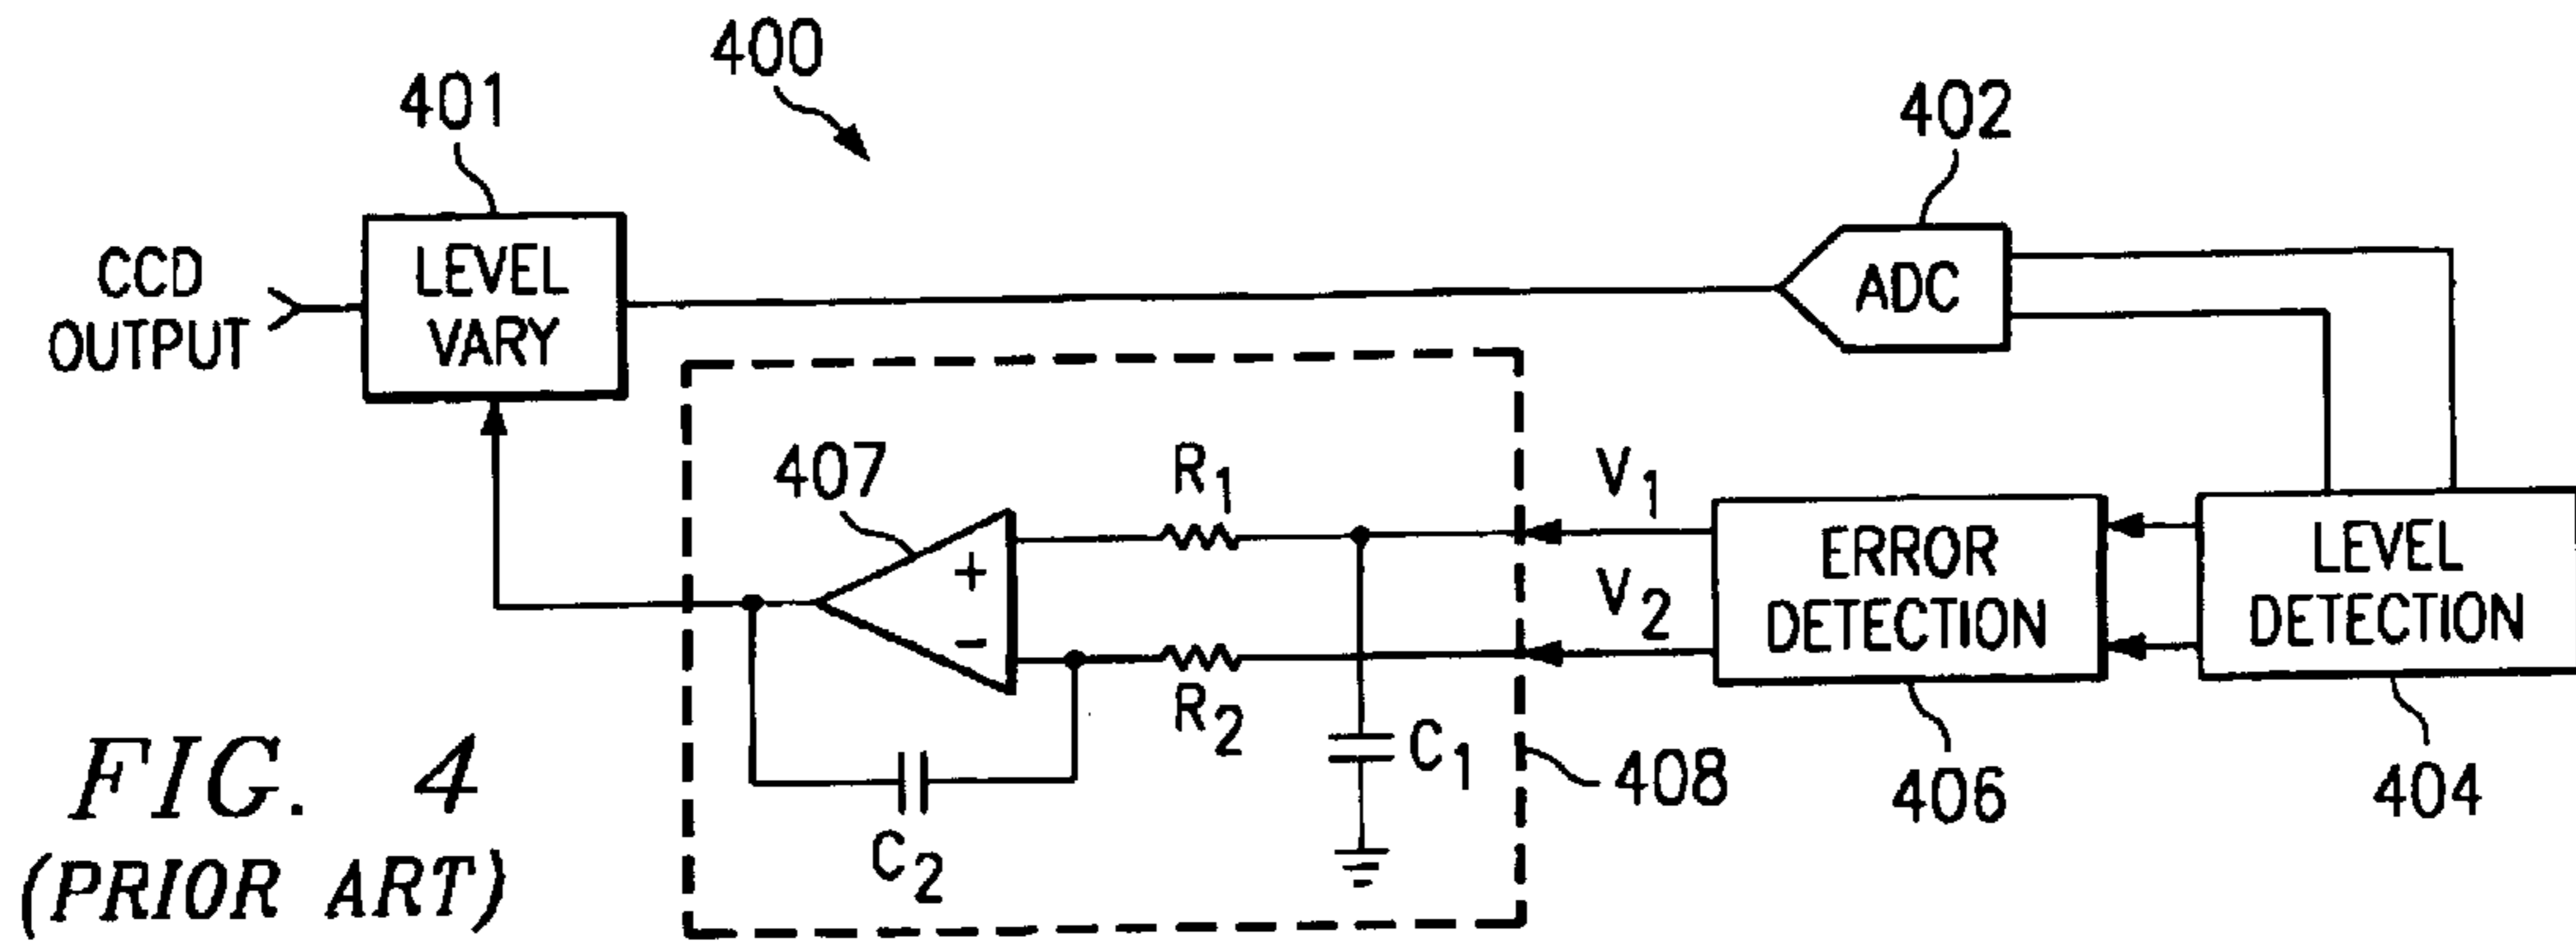 400
401
402
CCD
OUTPUT
LEVEL
VARY
ADC
407
R1
V1
ERROR
DETECTION
LEVEL
DETECTION
+
-
V2
R2
C1
408
406
404
C2
FIG. 4
(PRIOR ART)